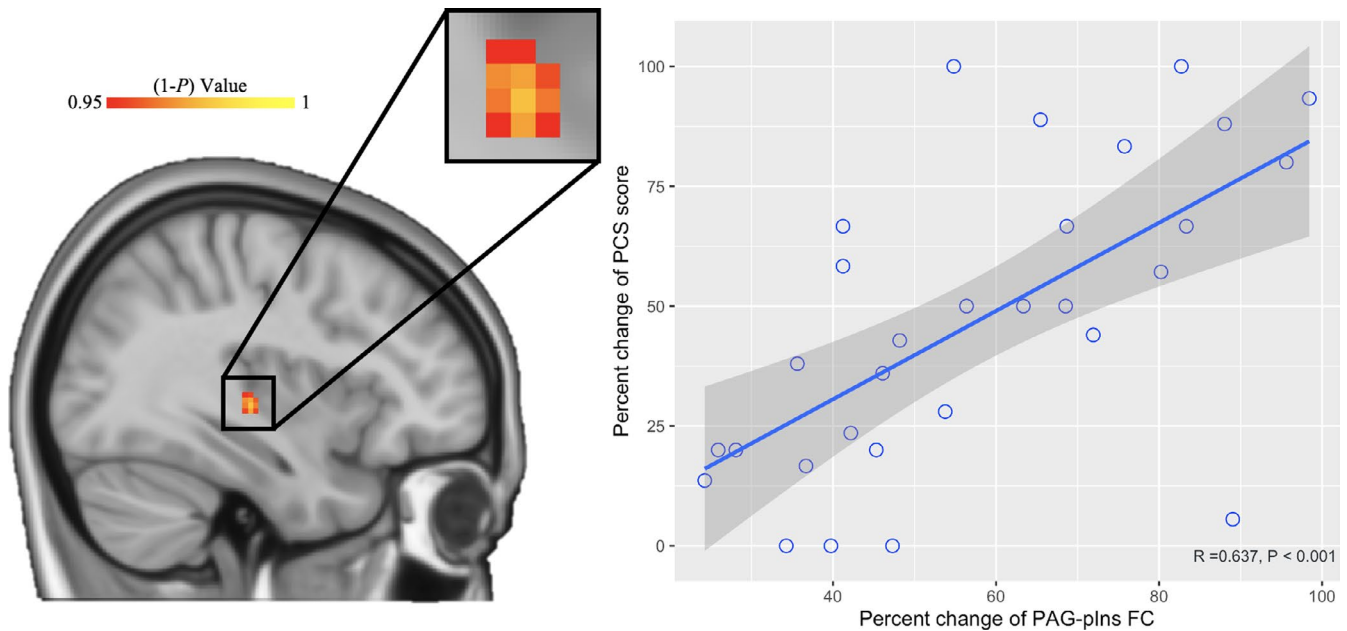 (1-P) Value
0.95 1
Percent change of PCS score
100
75
50
25
0
R =0.637, P < 0.001
40 60 80 100
Percent change of PAG-pIns FC